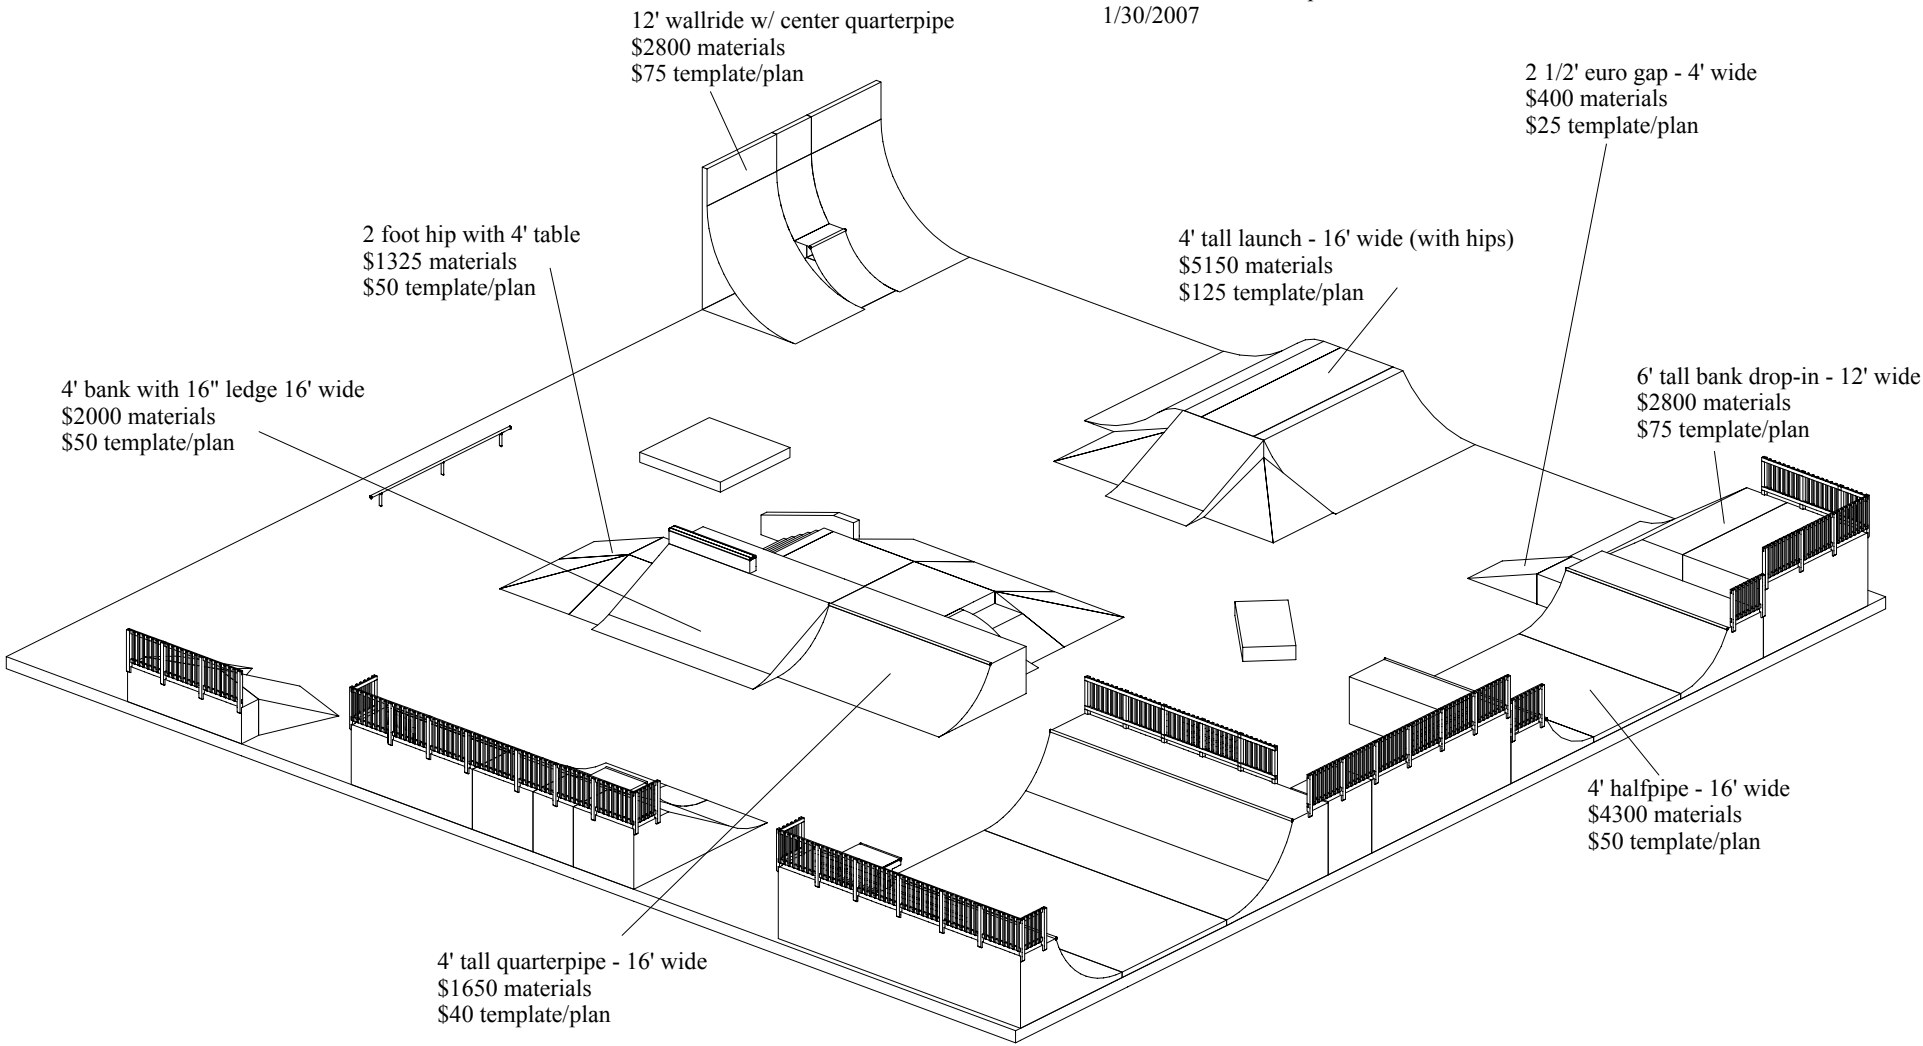 1/30/2007
12' wallride w/ center quarterpipe
$2800 materials
$75 template/plan
2 1/2' euro gap - 4' wide
$400 materials
$25 template/plan
2 foot hip with 4' table
$1325 materials
$50 template/plan
4' tall launch - 16' wide (with hips)
$5150 materials
$125 template/plan
4' bank with 16" ledge 16' wide
$2000 materials
$50 template/plan
6' tall bank drop-in - 12' wide
$2800 materials
$75 template/plan
4' halfpipe - 16' wide
$4300 materials
$50 template/plan
4' tall quarterpipe - 16' wide
$1650 materials
$40 template/plan